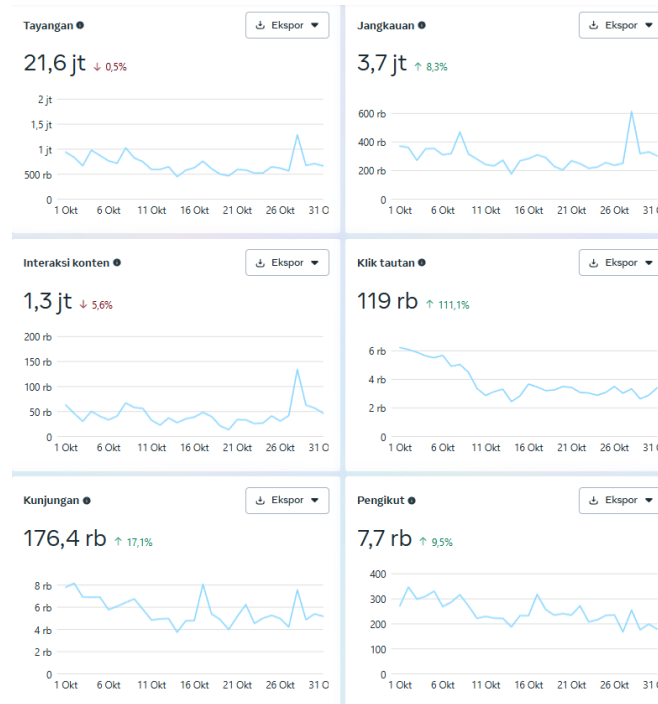 Tayangan
Ekspor
21,6 jt ↓ 0,5%
2 jt
1,5 jt
1 jt
500 rb
0
1 Okt 6 Okt 11 Okt 16 Okt 21 Okt 26 Okt 31 O
Jangkauan
Ekspor
3,7 jt ↑ 8,3%
600 rb
400 rb
200 rb
0
1 Okt 6 Okt 11 Okt 16 Okt 21 Okt 26 Okt 31 O
Interaksi konten
Ekspor
1,3 jt ↓ 5,6%
200 rb
150 rb
100 rb
50 rb
0
1 Okt 6 Okt 11 Okt 16 Okt 21 Okt 26 Okt 31 O
Klik tautan
Ekspor
119 rb ↑ 111,1%
6 rb
4 rb
2 rb
0
1 Okt 6 Okt 11 Okt 16 Okt 21 Okt 26 Okt 31 O
Kunjungan
Ekspor
176,4 rb ↑ 17,1%
8 rb
6 rb
4 rb
2 rb
0
1 Okt 6 Okt 11 Okt 16 Okt 21 Okt 26 Okt 31 O
Pengikut
Ekspor
7,7 rb ↑ 9,5%
400
300
200
100
0
1 Okt 6 Okt 11 Okt 16 Okt 21 Okt 26 Okt 31 O